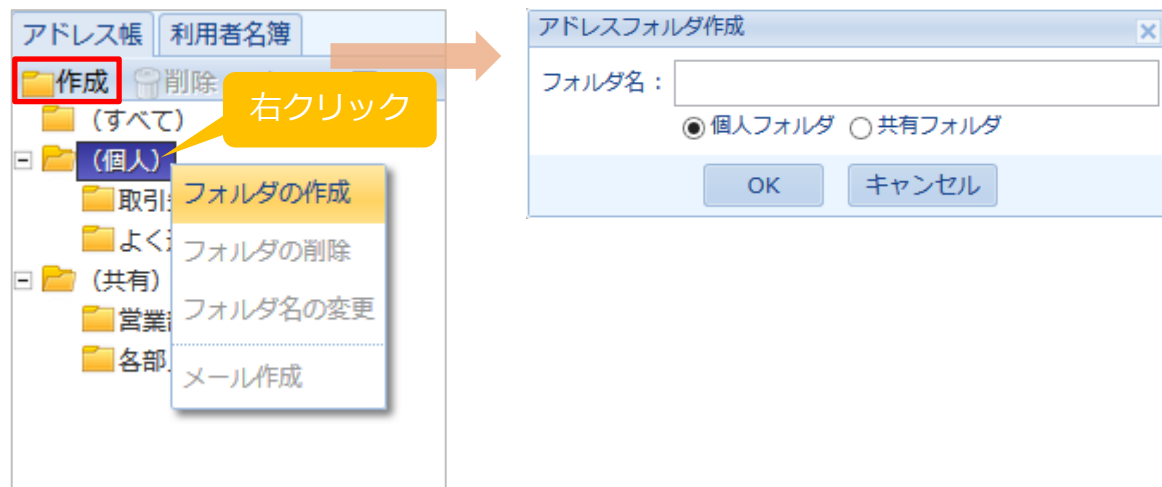 アドレス帳 利用者名簿
作成 削除
右クリック
(すべて)
(個人)
取引
よく
(共有)
営業
各部
フォルダの作成
フォルダの削除
フォルダ名の変更
メール作成
アドレスフォルダ作成
フォルダ名：
個人フォルダ 共有フォルダ
OK キャンセル